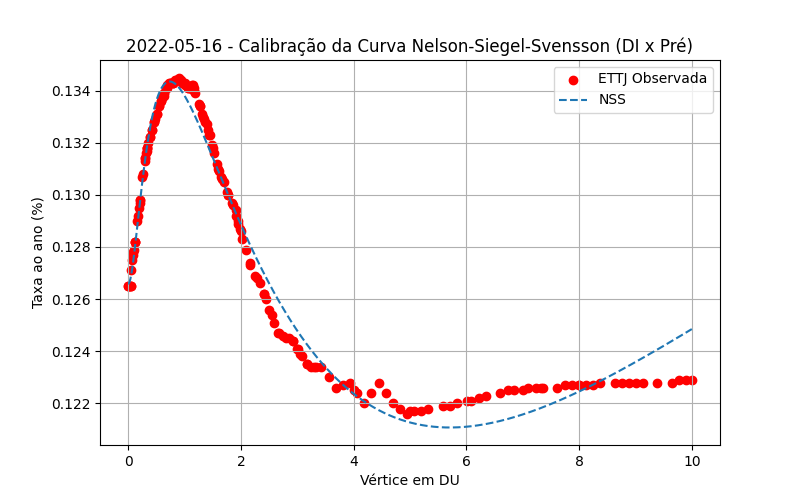 2022-05-16 - Calibração da Curva Nelson-Siegel-Svensson (DI x Pré)
ETTJ Observada
NSS
Taxa ao ano (%)
0.134
0.132
0.130
0.128
0.126
0.124
0.122
0 2 4 6 8 10
Vértice em DU